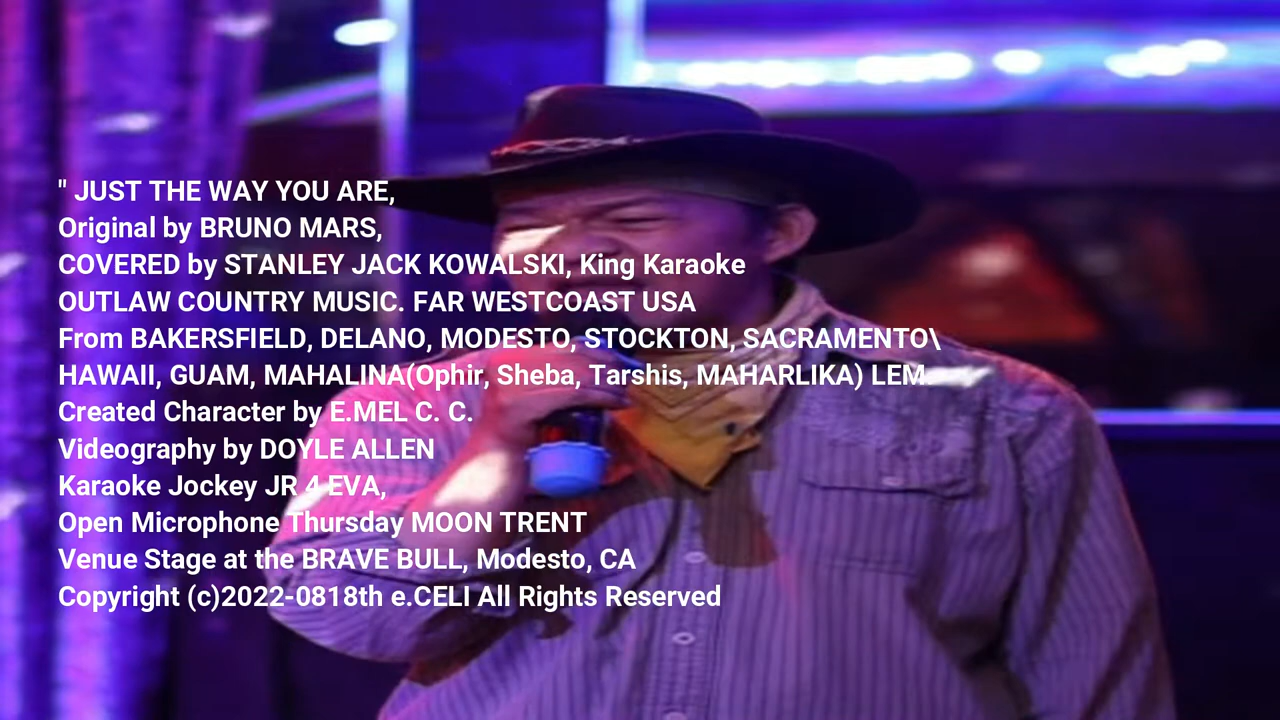 " JUST THE WAY YOU ARE,
Original by BRUNO MARS,
COVERED by STANLEY JACK KOWALSKI, King Karaoke
OUTLAW COUNTRY MUSIC. FAR WESTCOAST USA
From BAKERSFIELD, DELANO, MODESTO, STOCKTON, SACRAMENTO\
HAWAII, GUAM, MAHALINA(Ophir, Sheba, Tarshis, MAHARLIKA) LEM.
Created Character by E.MEL C. C.
Videography by DOYLE ALLEN
Karaoke Jockey JR 4 EVA,
Open Microphone Thursday MOON TRENT
Venue Stage at the BRAVE BULL, Modesto, CA
Copyright (c)2022-0818th e.CELI All Rights Reserved